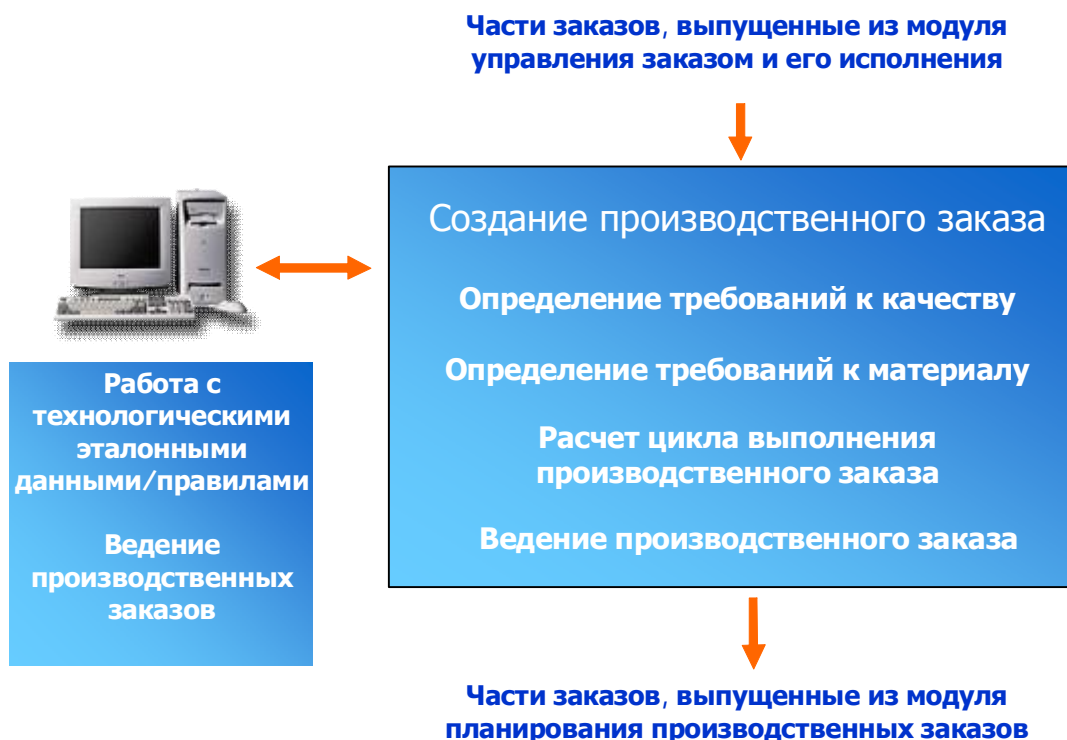 Части заказов, выпущенные из модуля
управления заказом и его исполнения
Создание производственного заказа
Определение требований к качеству
Определение требований к материалу
Расчет цикла выполнения
производственного заказа
Ведение производственного заказа
Работа с
технологическими
эталонными
данными/правилами
Ведение
производственных
заказов
Части заказов, выпущенные из модуля
планирования производственных заказов